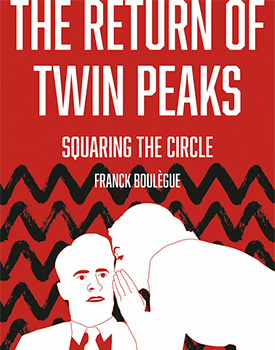 THE RETURN OF
TWIN PEAKS
SQUARING THE CIRCLE
FRANCK BOULÈGUE